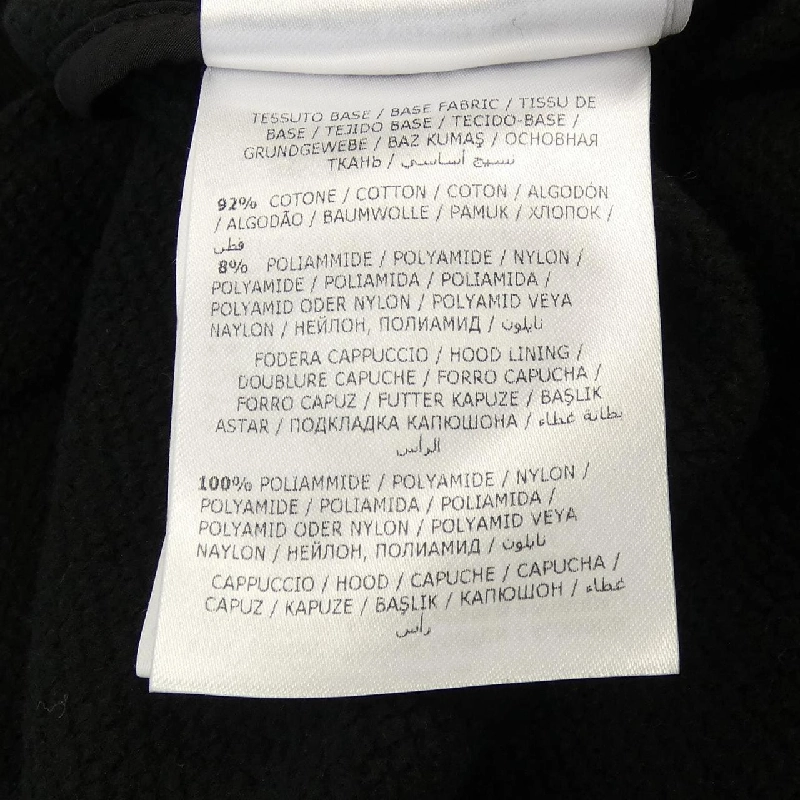 TESSUTO BASE / BASE FABRIC / TISSU DE
BASE / TEJIDO BASE / TECIDO-BASE /
GRUNDGEWEBE / BAZ KUMAŞ / ОСНОВНАЯ
ТКАНЬ / نسيج أساسي
92% COTONE / COTTON / COTON / ALGODÓN
/ ALGODÃO / BAUMWOLLE / PAMUK / ХЛОПОК /
قطن
8% POLIAMMIDE / POLYAMIDE / NYLON /
POLYAMIDE / POLIAMIDA / POLIAMIDA /
POLYAMID ODER NYLON / POLYAMID VEYA
NAYLON / НЕЙЛОН, ПОЛИАМИД / نايلون
FODERA CAPPUCCIO / HOOD LINING /
DOUBLURE CAPUCHE / FORRO CAPUCHA /
FORRO CAPUZ / FUTTER KAPUZE / BAŞLIK
ASTAR / ПОДКЛАДКА КАПЮШОНА / بطانة غطاء
الرأس
100% POLIAMMIDE / POLYAMIDE / NYLON /
POLYAMIDE / POLIAMIDA / POLIAMIDA /
POLYAMID ODER NYLON / POLYAMID VEYA
NAYLON / НЕЙЛОН, ПОЛИАМИД / نايلون
CAPPUCCIO / HOOD / CAPUCHE / CAPUCHA /
CAPUZ / KAPUZE / BAŞLIK / КАПЮШОН / غطاء
رأس